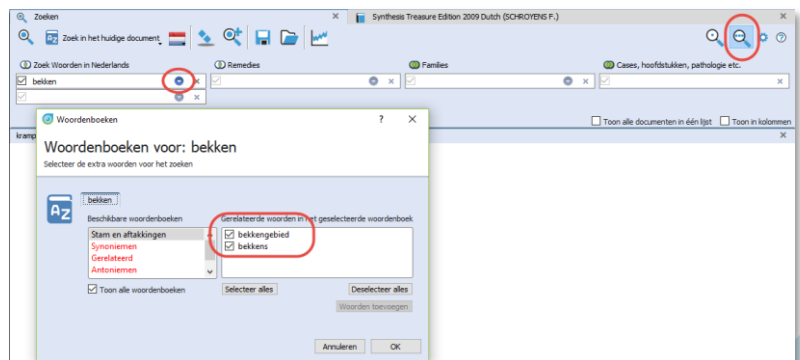 Zoeken
Synthesis Treasure Edition 2009 Dutch (SCHROYENS F.)
Zoek in het huidige document
Zoek Woorden in Nederlands
Remedies
Families
Cases, hoofdstukken, pathologie etc.
bekken
Toon alle documenten in één lijst
Toon in kolommen
kramp
Woordenboeken
Woordenboeken voor: bekken
Selecteer de extra woorden voor het zoeken
AZ
bekken
Beschikbare woordenboeken
Gerelateerde woorden in het geselecteerde woordenboek
Stam en aftakkingen
bekkengebied
Synoniemen
bekkens
Gerelateerd
Antoniemen
Toon alle woordenboeken
Selecteer alles
Deselecteer alles
Woorden toevoegen
Annuleren
OK